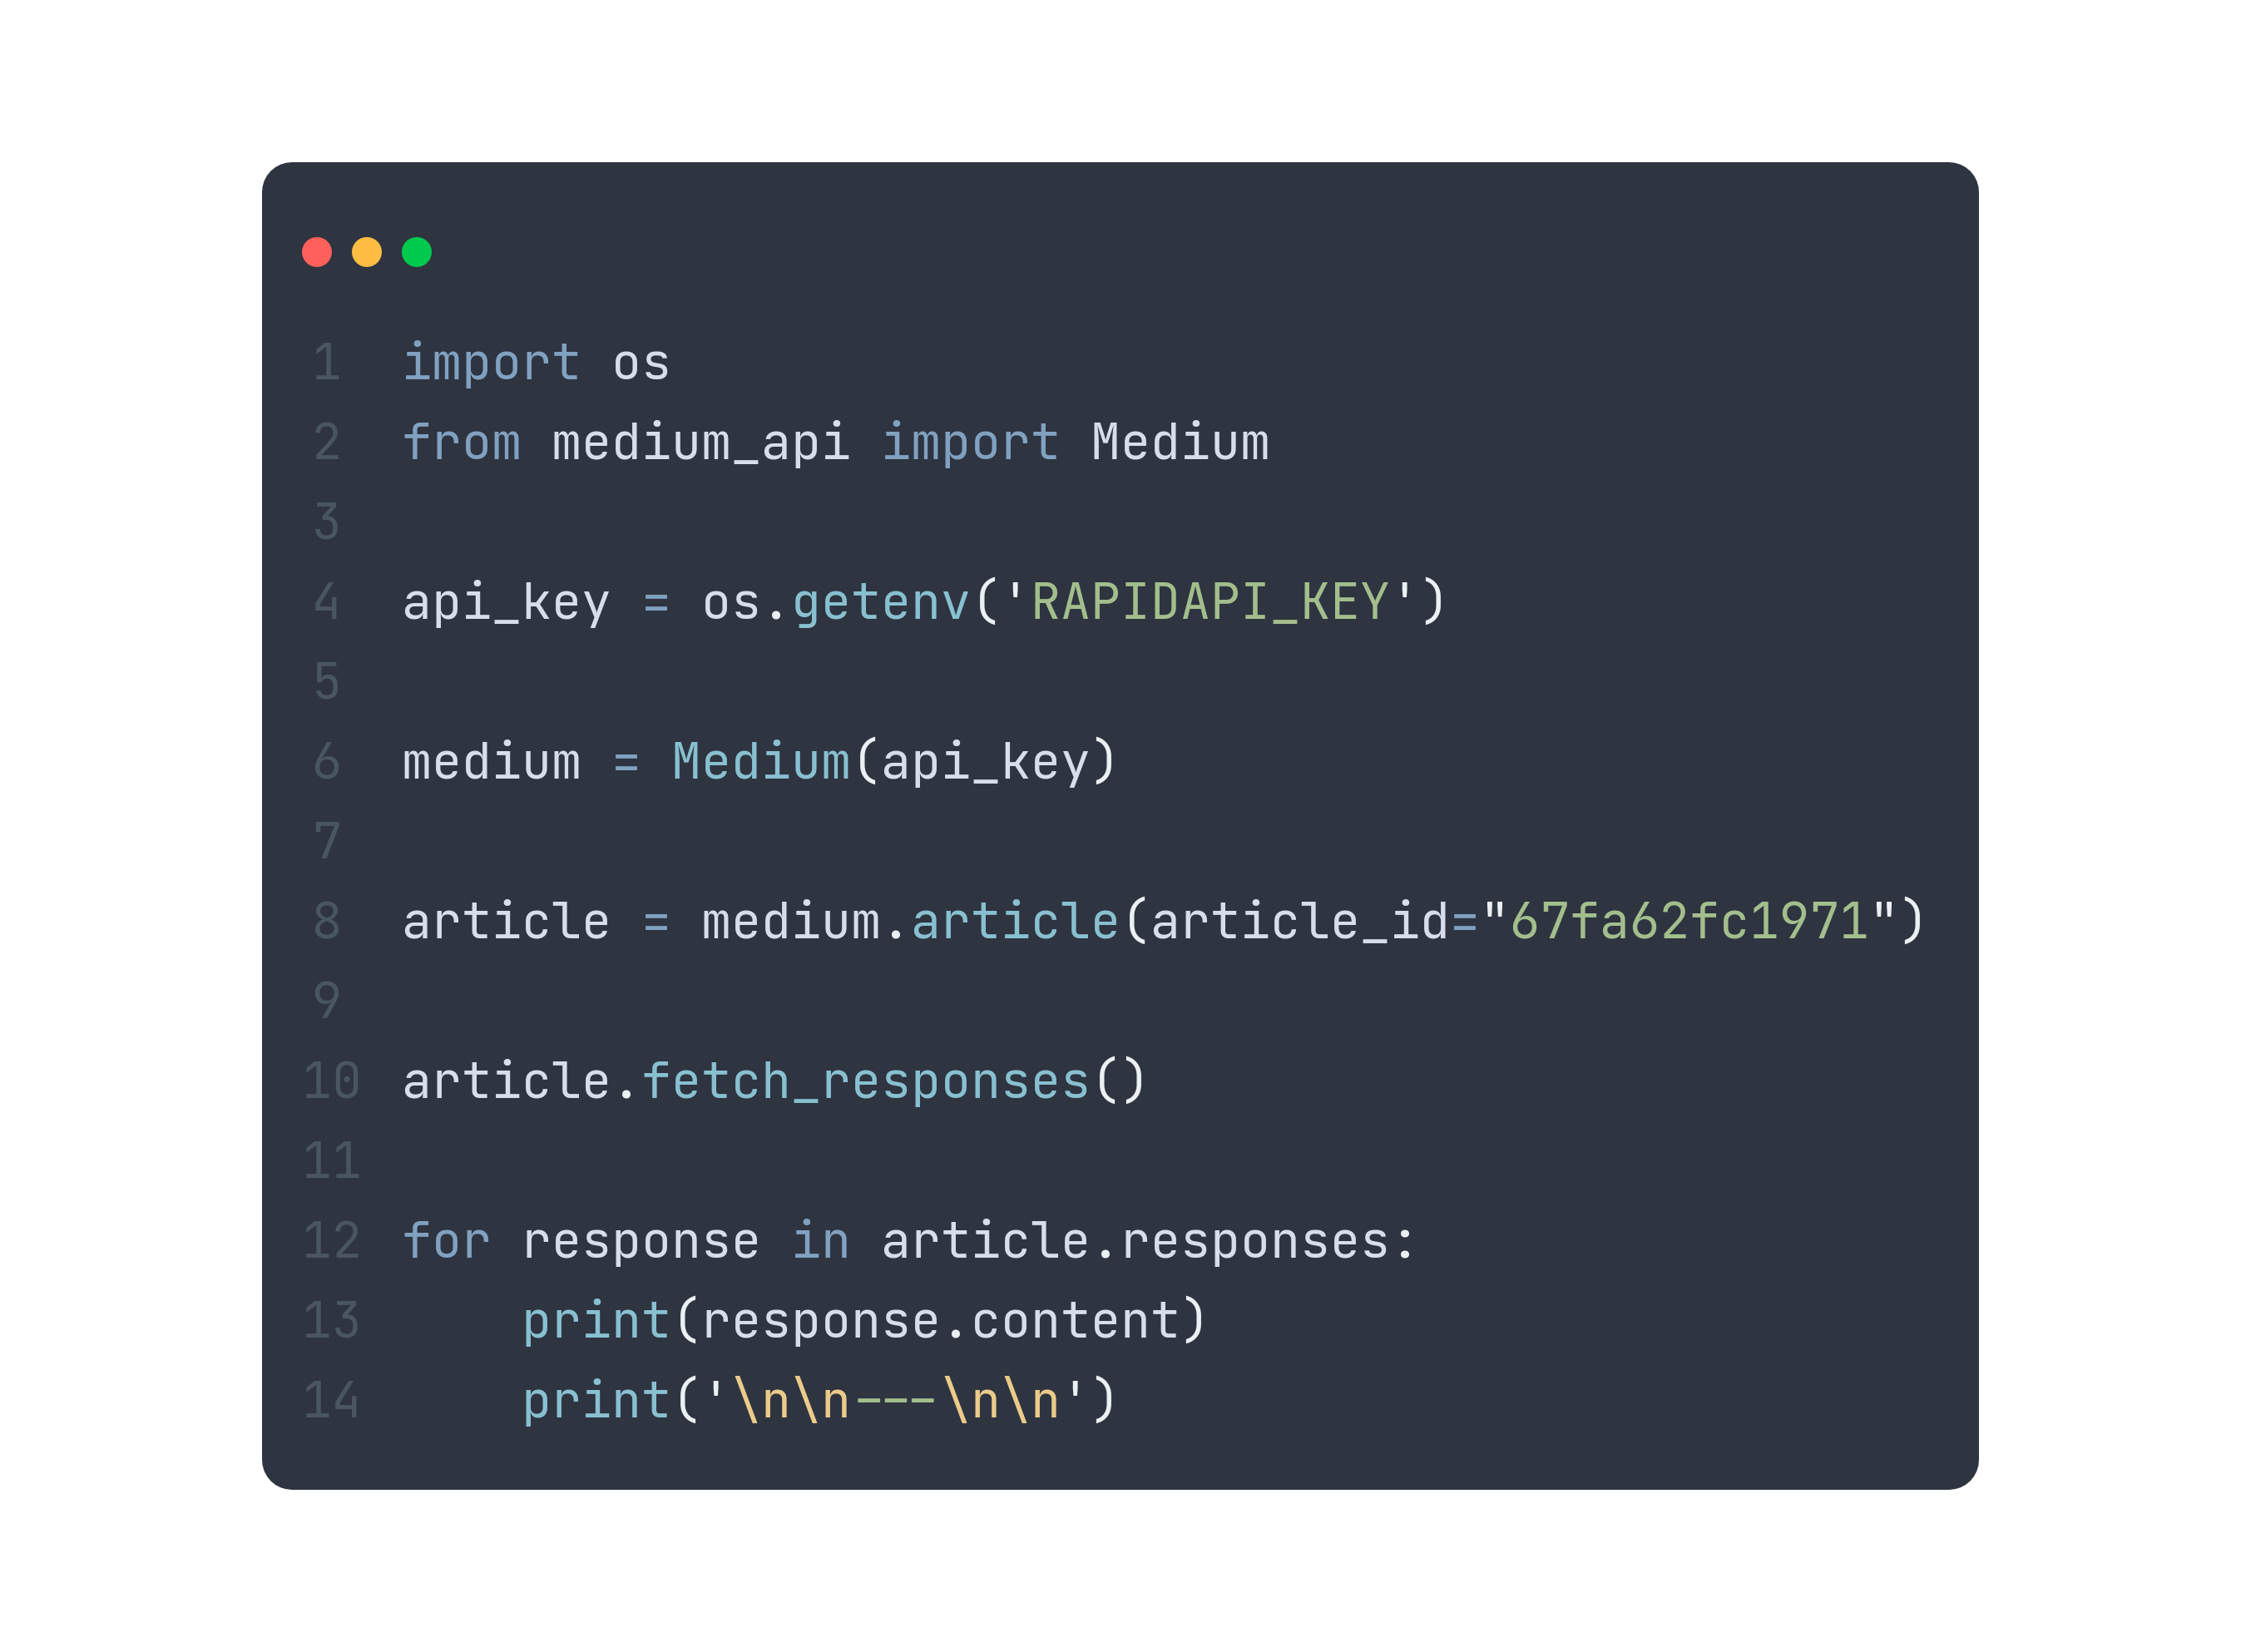 1 import os
2 from medium_api import Medium
3
4 api_key = os.getenv('RAPIDAPI_KEY')
5
6 medium = Medium(api_key)
7
8 article = medium.article(article_id="67fa62fc1971")
9
10 article.fetch_responses()
11
12 for response in article.responses:
13     print(response.content)
14     print('\n\n---\n\n')